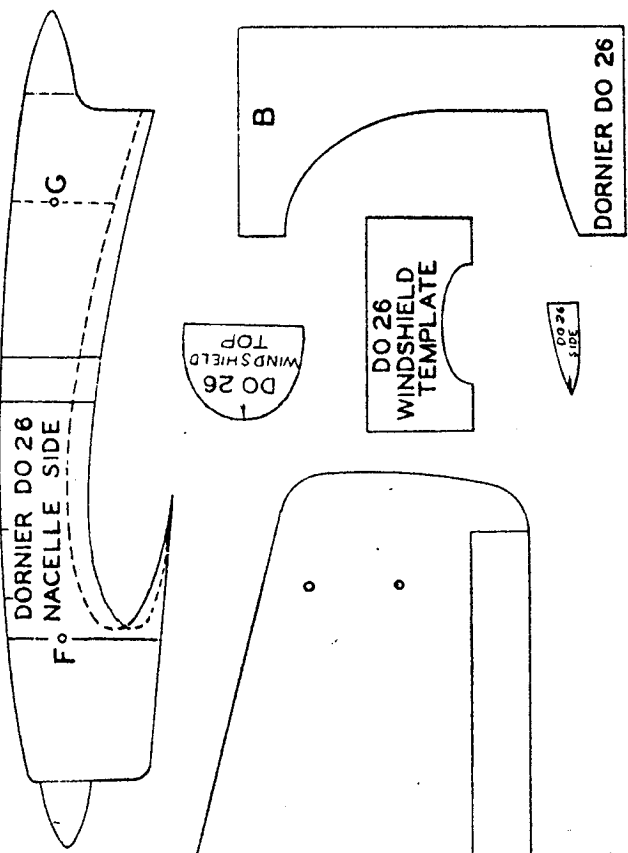 G
DORNIER DO 26
NACELLE SIDE
F
B
DORNIER DO 26
DO 26
WINDSHIELD
TOP
DO 26
WINDSHIELD
TEMPLATE
DO 26
SIDE